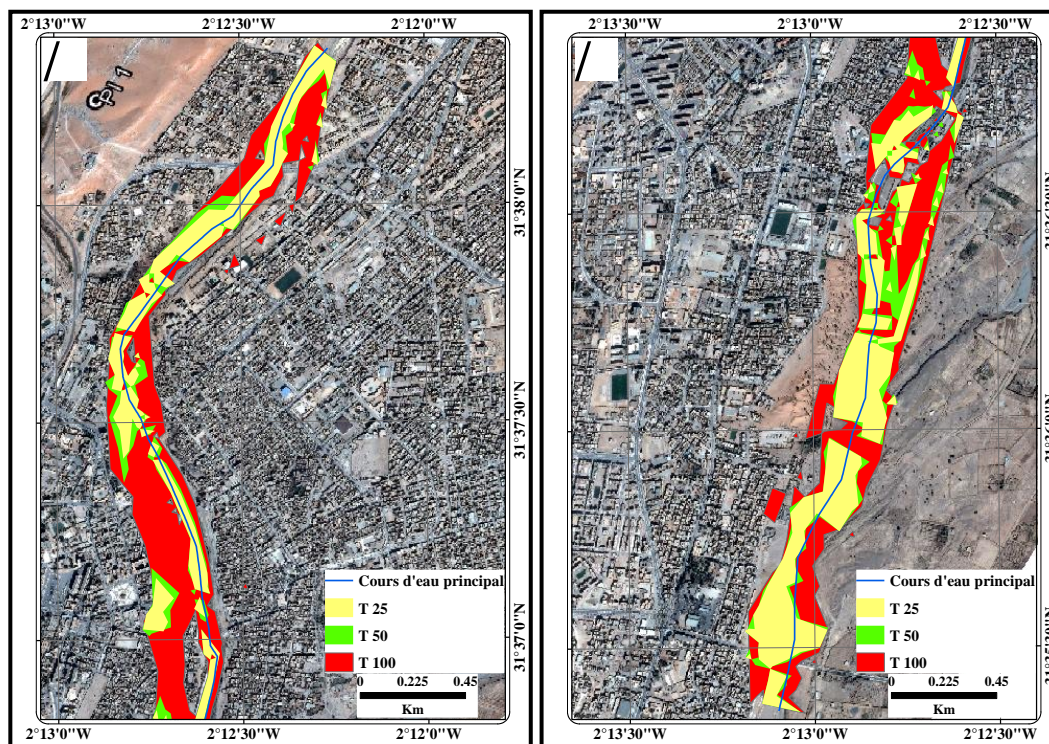 2°13'0"W 2°12'30"W 2°12'0"W
31°38'0"N
31°37'30"N
31°37'0"N
Cours d'eau principal
T 25
T 50
T 100
0 0.225 0.45
Km
2°13'0"W 2°12'30"W 2°12'0"W
2°13'30"W 2°13'0"W 2°12'30"W
Cours d'eau principal
T 25
T 50
T 100
0 0.225 0.45
Km
2°13'30"W 2°13'0"W 2°12'30"W